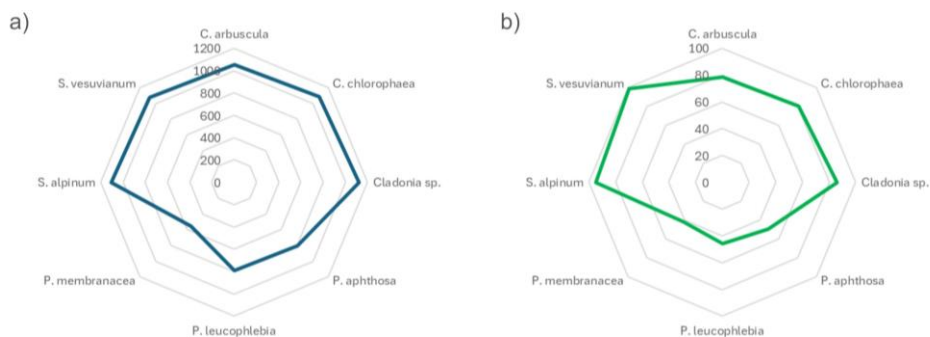 a)
C. arbuscula
1200
1000
800
600
400
200
0
C. chlorophaea
Cladonia sp.
P. aphthosa
P. leucophlebia
P. membranacea
S. alpinum
S. vesuvianum
b)
C. arbuscula
100
80
60
40
20
0
C. chlorophaea
Cladonia sp.
P. aphthosa
P. leucophlebia
P. membranacea
S. alpinum
S. vesuvianum